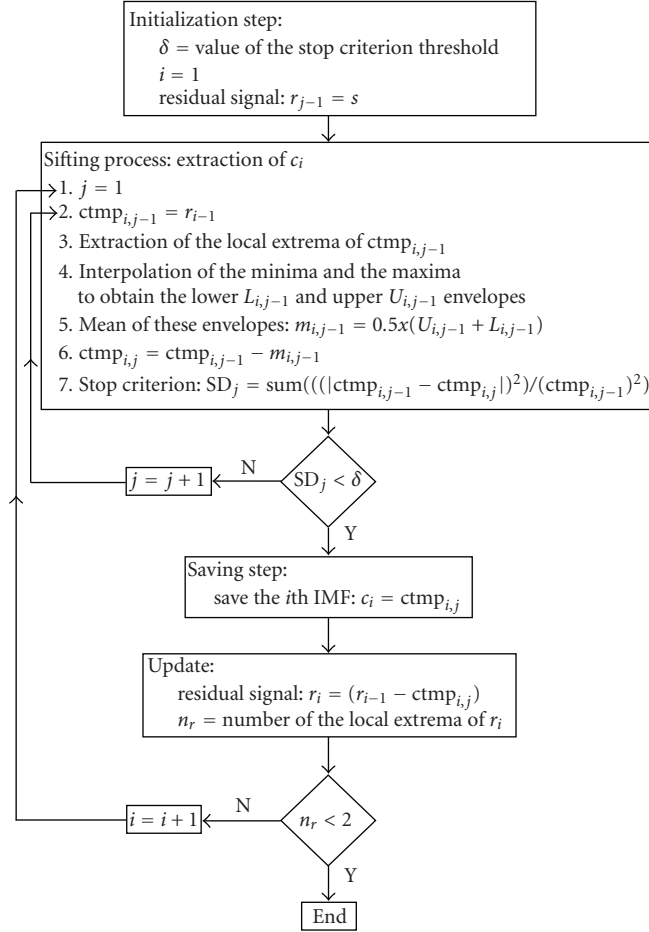 Initialization step:
δ = value of the stop criterion threshold
i = 1
residual signal: r_{j−1} = s
Sifting process: extraction of c_i
1. j = 1
2. ctmp_{i,j−1} = r_{i−1}
3. Extraction of the local extrema of ctmp_{i,j−1}
4. Interpolation of the minima and the maxima
to obtain the lower L_{i,j−1} and upper U_{i,j−1} envelopes
5. Mean of these envelopes: m_{i,j−1} = 0.5x(U_{i,j−1} + L_{i,j−1})
6. ctmp_{i,j} = ctmp_{i,j−1} − m_{i,j−1}
7. Stop criterion: SD_j = sum(((|ctmp_{i,j−1} − ctmp_{i,j}|)^2)/(ctmp_{i,j−1})^2)
j = j + 1
N
SD_j < δ
Y
Saving step:
save the ith IMF: c_i = ctmp_{i,j}
Update:
residual signal: r_i = (r_{i−1} − ctmp_{i,j})
n_r = number of the local extrema of r_i
i = i + 1
N
n_r < 2
Y
End